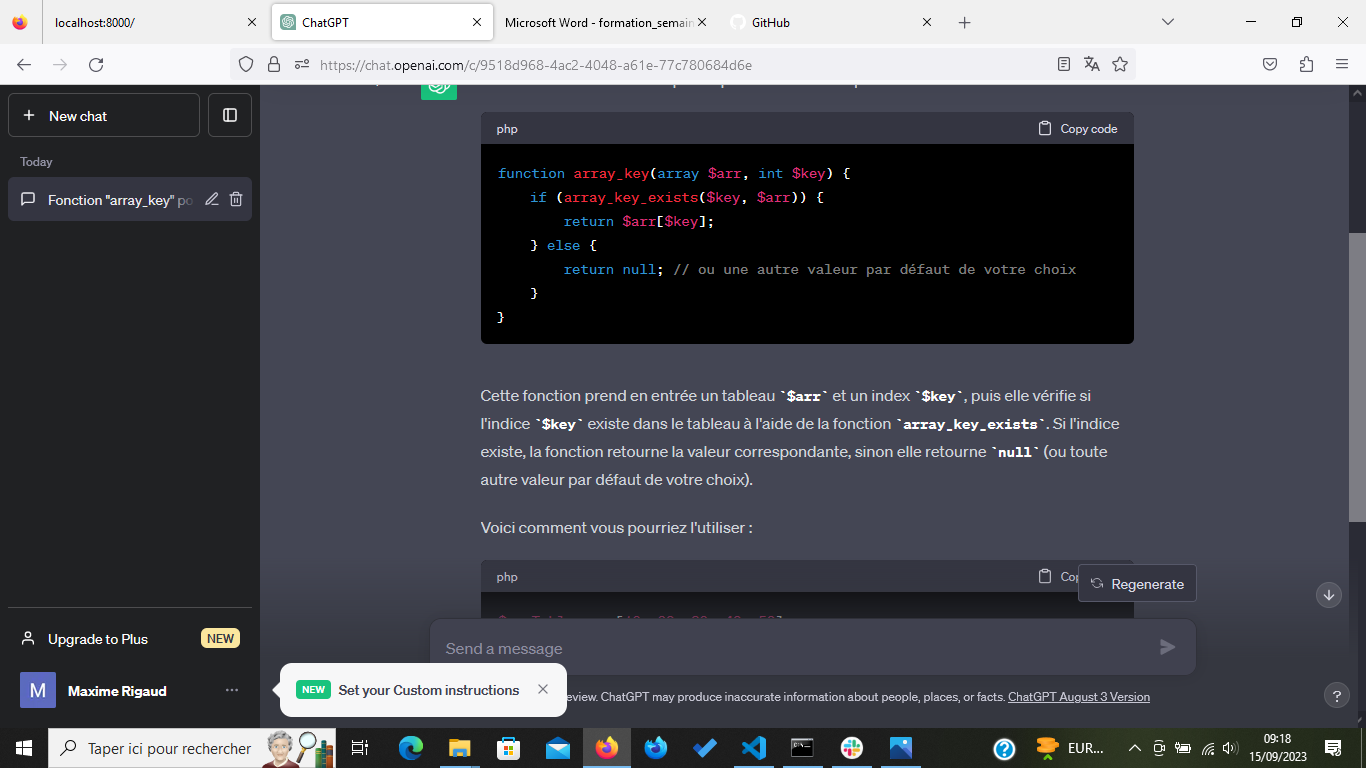 localhost:8000/
ChatGPT
Microsoft Word - formation_semain
GitHub
https://chat.openai.com/c/9518d968-4ac2-4048-a61e-77c780684d6e
New chat
Today
Fonction "array_key" po
php
Copy code
function array_key(array $arr, int $key) {
if (array_key_exists($key, $arr)) {
return $arr[$key];
} else {
return null; // ou une autre valeur par défaut de votre choix
}
}
Cette fonction prend en entrée un tableau `$arr` et un index `$key`, puis elle vérifie si
l'indice `$key` existe dans le tableau à l'aide de la fonction `array_key_exists`. Si l'indice
existe, la fonction retourne la valeur correspondante, sinon elle retourne `null` (ou toute
autre valeur par défaut de votre choix).
Voici comment vous pourriez l'utiliser :
php
Cop
Regenerate
Send a message
Upgrade to Plus
NEW
M
Maxime Rigaud
NEW
Set your Custom instructions
eview. ChatGPT may produce inaccurate information about people, places, or facts. ChatGPT August 3 Version
?
Taper ici pour rechercher
EUR...
09:18
15/09/2023